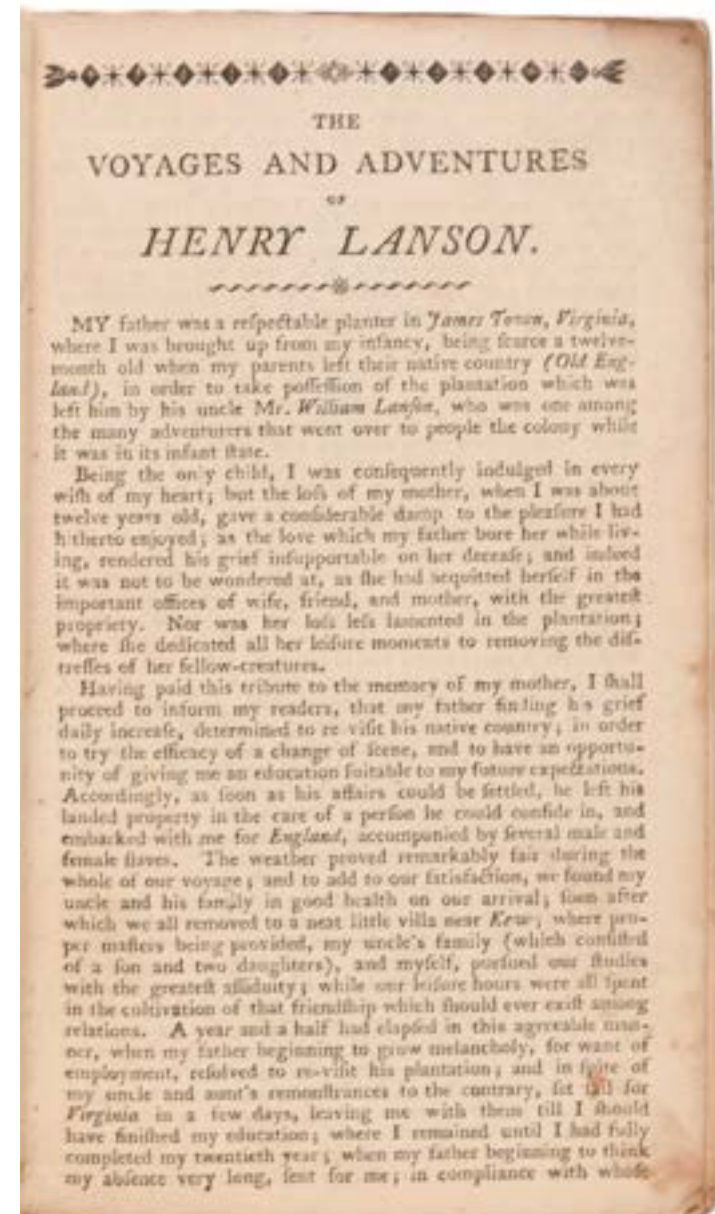 THE
VOYAGES AND ADVENTURES
OF
HENRY LANSON.
MY father was a reſpectable planter in James Town, Virginia,
where I was brought up from my infancy, being ſcarce a twelve-
month old when my parents left their native country (Old Eng-
land), in order to take poſſeſſion of the plantation which was
left him by his uncle Mr. William Lanſon, who was one among
the many adventurers that went over to people the colony while
it was in its infant ſtate.
Being the only child, I was conſequently indulged in every
wiſh of my heart; but the loſs of my mother, when I was about
twelve years old, gave a conſiderable damp to the pleaſure I had
hitherto enjoyed; as the love which my father bore her while liv-
ing, rendered his grief inſupportable on her deceaſe; and indeed
it was not to be wondered at, as ſhe had acquitted herſelf in the
important offices of wife, friend, and mother, with the greateſt
propriety. Nor was her loſs leſs lamented in the plantation;
where ſhe dedicated all her leiſure moments to removing the diſ-
treſſes of her fellow-creatures.
Having paid this tribute to the memory of my mother, I ſhall
proceed to inform my readers, that my father finding his grief
daily increaſe, determined to re-viſit his native country; in order
to try the efficacy of a change of ſcene, and to have an opportu-
nity of giving me an education ſuitable to my future expectations.
Accordingly, as ſoon as his affairs could be ſettled, he left his
landed property in the care of a perſon he could confide in, and
embarked with me for England, accompanied by ſeveral male and
female ſlaves. The weather proved remarkably fair during the
whole of our voyage; and to add to our ſatisfaction, we found my
uncle and his family in good health on our arrival; ſoon after
which we all removed to a neat little villa near Kew; where pro-
per maſters being provided, my uncle's family (which conſiſted
of a ſon and two daughters), and myſelf, purſued our ſtudies
with the greateſt aſſiduity; while our leiſure hours were all ſpent
in the cultivation of that friendſhip which ſhould ever exiſt among
relations. A year and a half had elapſed in this agreeable man-
ner, when my father beginning to grow melancholy, for want of
employment, reſolved to re-viſit his plantation; and in ſpite of
my uncle and aunt's remonſtrances to the contrary, ſet ſail for
Virginia in a few days, leaving me with them till I ſhould
have finiſhed my education; where I remained until I had fully
completed my twentieth year; when my father beginning to think
my abſence very long, ſent for me; in compliance with whoſe